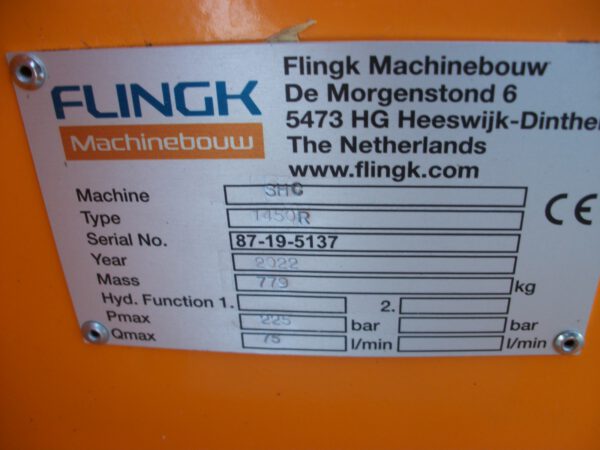 FLINGK
Machinebouw
Flingk Machinebouw
De Morgenstond 6
5473 HG Heeswijk-Dinthe
The Netherlands
www.flingk.com
Machine SHC
Type 1450R
Serial No. 87-19-5137
Year 2022
Mass 779 kg
Hyd. Function 1. 2.
Pmax 225 bar bar
Qmax 75 l/min l/min
CE